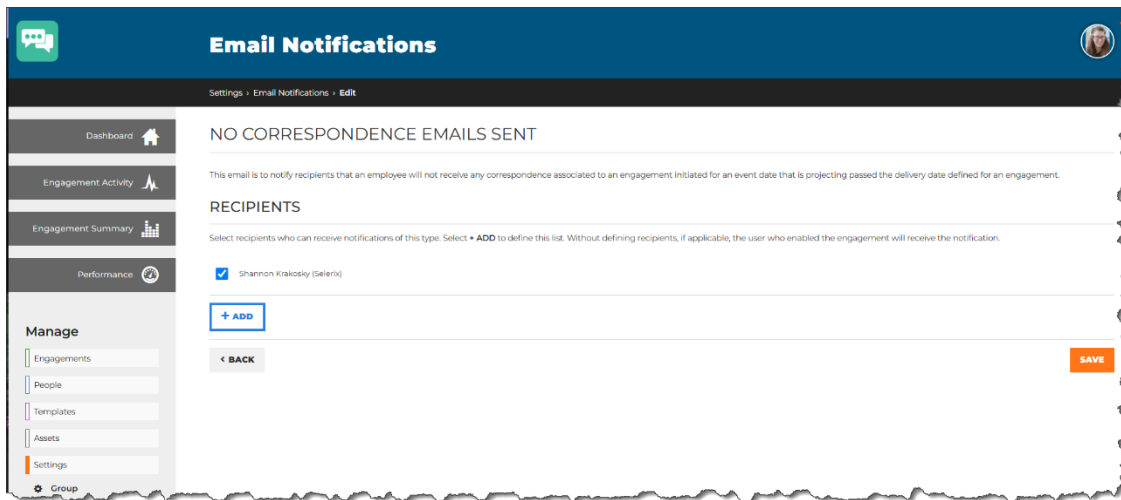 Email Notifications
Settings › Email Notifications › Edit
Dashboard
Engagement Activity
Engagement Summary
Performance
Manage
Engagements
People
Templates
Assets
Settings
Group
NO CORRESPONDENCE EMAILS SENT
This email is to notify recipients that an employee will not receive any correspondence associated to an engagement initiated for an event date that is projecting passed the delivery date defined for an engagement.
RECIPIENTS
Select recipients who can receive notifications of this type. Select + ADD to define this list. Without defining recipients, if applicable, the user who enabled the engagement will receive the notification.
Shannon Krakosky (Selerix)
+ ADD
< BACK
SAVE